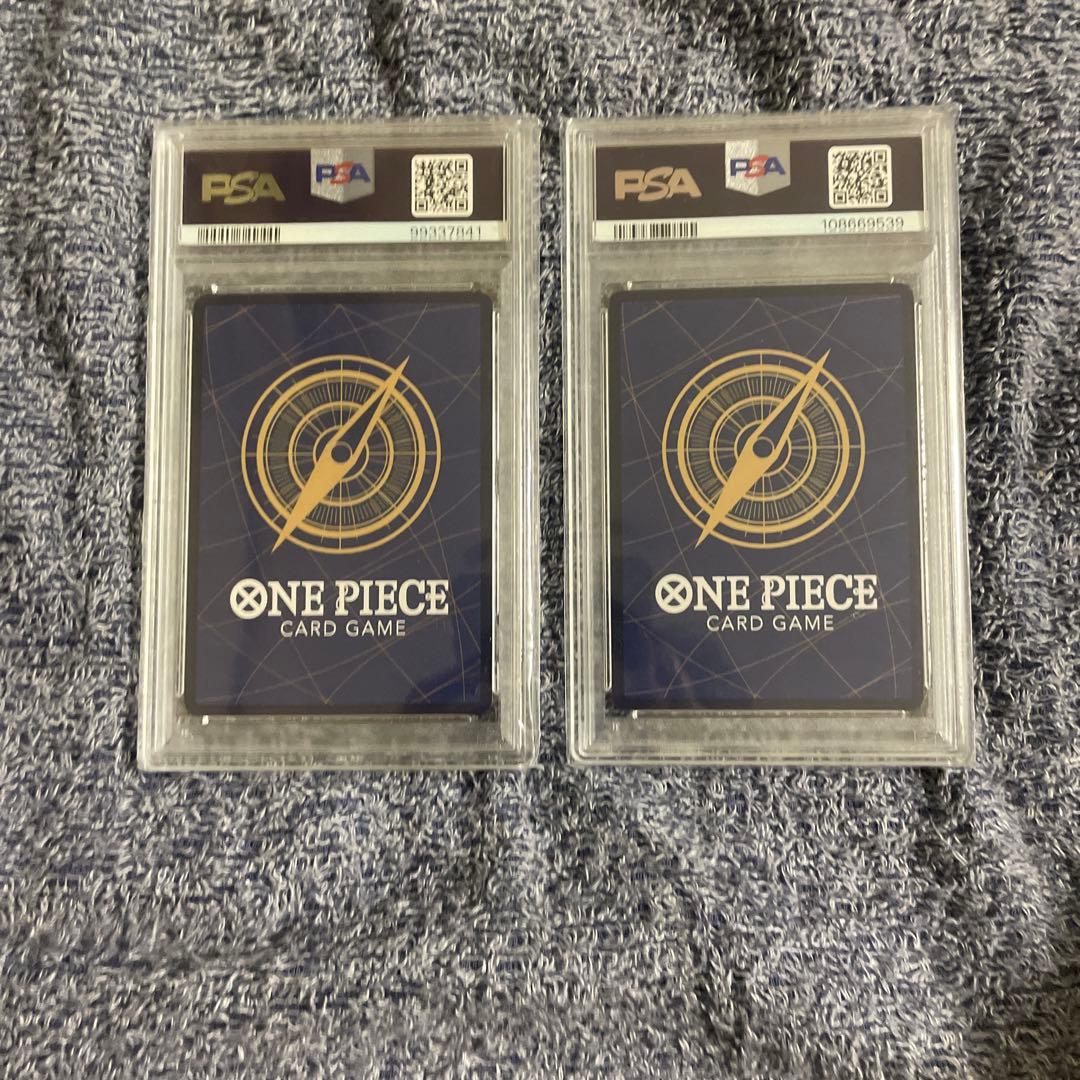 PSA
PSA
99337841
ONE PIECE
CARD GAME
PSA
PSA
108669539
ONE PIECE
CARD GAME